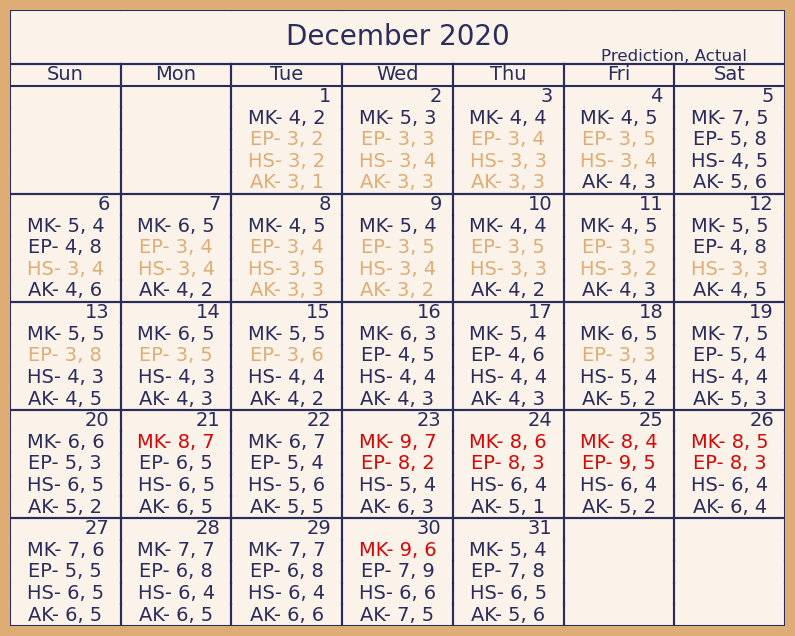 December 2020
Prediction, Actual
Sun Mon Tue Wed Thu Fri Sat
1 2 3 4 5
MK- 4, 2 MK- 5, 3 MK- 4, 4 MK- 4, 5 MK- 7, 5
EP- 3, 2 EP- 3, 3 EP- 3, 4 EP- 3, 5 EP- 5, 8
HS- 3, 2 HS- 3, 4 HS- 3, 3 HS- 3, 4 HS- 4, 5
AK- 3, 1 AK- 3, 3 AK- 3, 3 AK- 4, 3 AK- 5, 6
6 7 8 9 10 11 12
MK- 5, 4 MK- 6, 5 MK- 4, 5 MK- 5, 4 MK- 4, 4 MK- 4, 5 MK- 5, 5
EP- 4, 8 EP- 3, 4 EP- 3, 4 EP- 3, 5 EP- 3, 5 EP- 3, 5 EP- 4, 8
HS- 3, 4 HS- 3, 4 HS- 3, 5 HS- 3, 4 HS- 3, 3 HS- 3, 2 HS- 3, 3
AK- 4, 6 AK- 4, 2 AK- 3, 3 AK- 3, 2 AK- 4, 2 AK- 4, 3 AK- 4, 5
13 14 15 16 17 18 19
MK- 5, 5 MK- 6, 5 MK- 5, 5 MK- 6, 3 MK- 5, 4 MK- 6, 5 MK- 7, 5
EP- 3, 8 EP- 3, 5 EP- 3, 6 EP- 4, 5 EP- 4, 6 EP- 3, 3 EP- 5, 4
HS- 4, 3 HS- 4, 3 HS- 4, 4 HS- 4, 4 HS- 4, 4 HS- 5, 4 HS- 4, 4
AK- 4, 5 AK- 4, 3 AK- 4, 2 AK- 4, 3 AK- 4, 3 AK- 5, 2 AK- 5, 3
20 21 22 23 24 25 26
MK- 6, 6 MK- 8, 7 MK- 6, 7 MK- 9, 7 MK- 8, 6 MK- 8, 4 MK- 8, 5
EP- 5, 3 EP- 6, 5 EP- 5, 4 EP- 8, 2 EP- 8, 3 EP- 9, 5 EP- 8, 3
HS- 6, 5 HS- 6, 5 HS- 5, 6 HS- 5, 4 HS- 6, 4 HS- 6, 4 HS- 6, 4
AK- 5, 2 AK- 6, 5 AK- 5, 5 AK- 6, 3 AK- 5, 1 AK- 5, 2 AK- 6, 4
27 28 29 30 31
MK- 7, 6 MK- 7, 7 MK- 7, 7 MK- 9, 6 MK- 5, 4
EP- 5, 5 EP- 6, 8 EP- 6, 8 EP- 7, 9 EP- 7, 8
HS- 6, 5 HS- 6, 4 HS- 6, 4 HS- 6, 6 HS- 6, 5
AK- 6, 5 AK- 6, 5 AK- 6, 6 AK- 7, 5 AK- 5, 6